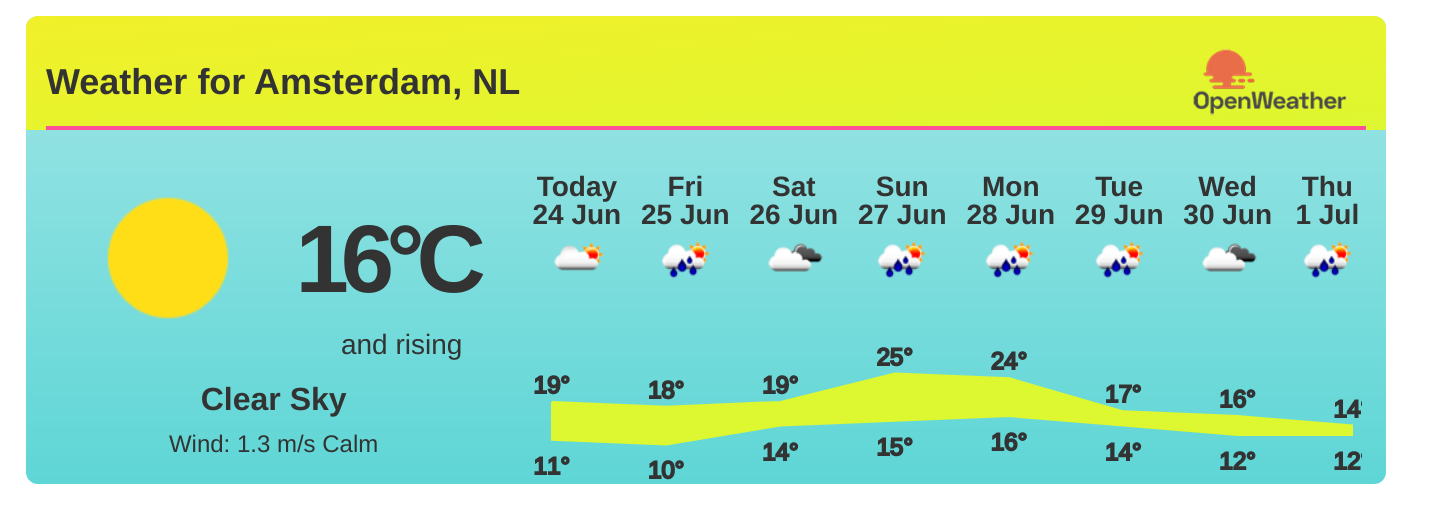 Weather for Amsterdam, NL
OpenWeather
Today Fri Sat Sun Mon Tue Wed Thu
24 Jun 25 Jun 26 Jun 27 Jun 28 Jun 29 Jun 30 Jun 1 Jul
16°C
and rising
Clear Sky
Wind: 1.3 m/s Calm
19° 18° 19° 25° 24° 17° 16° 14°
11° 10° 14° 15° 16° 14° 12° 12°